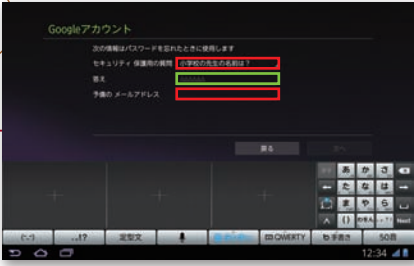 Googleアカウント
次の情報はパスワードを忘れたときに使用します
セキュリティ 保護用の質問 小学校の先生の名前は？
答え
予備の メールアドレス
戻る 次へ
あ か さ
← た な は →
ま や ら
^ () わをん
..!? 定型文 QWERTY 手書き 50音
12:34